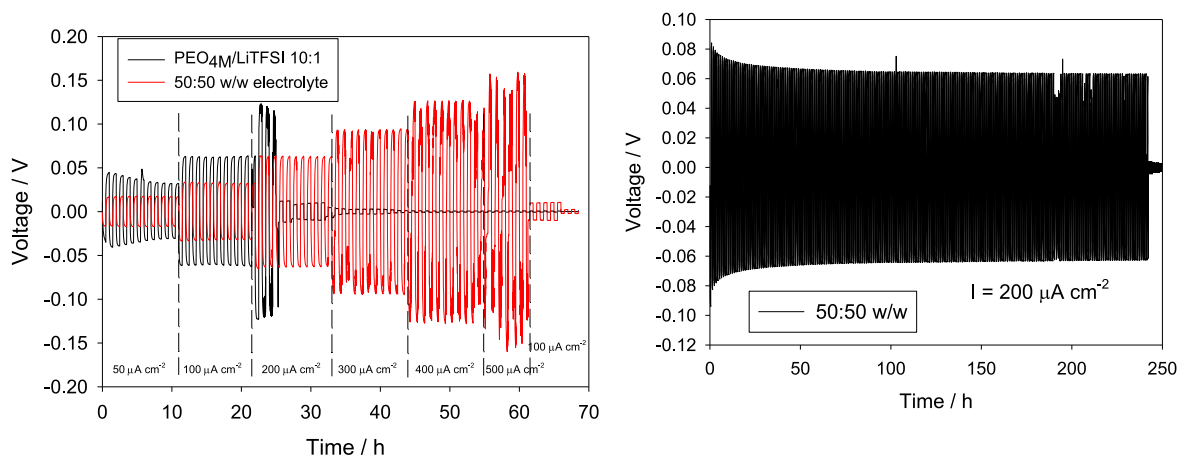 0.20
0.15
0.10
0.05
0.00
-0.05
-0.10
-0.15
-0.20
Voltage / V
PEO4M/LiTFSI 10:1
50:50 w/w electrolyte
50 μA cm-2
100 μA cm-2
200 μA cm-2
300 μA cm-2
400 μA cm-2
500 μA cm-2
100 μA cm-2
0 10 20 30 40 50 60 70
Time / h
0.10
0.08
0.06
0.04
0.02
0.00
-0.02
-0.04
-0.06
-0.08
-0.10
-0.12
Voltage / V
I = 200 μA cm-2
50:50 w/w
0 50 100 150 200 250
Time / h